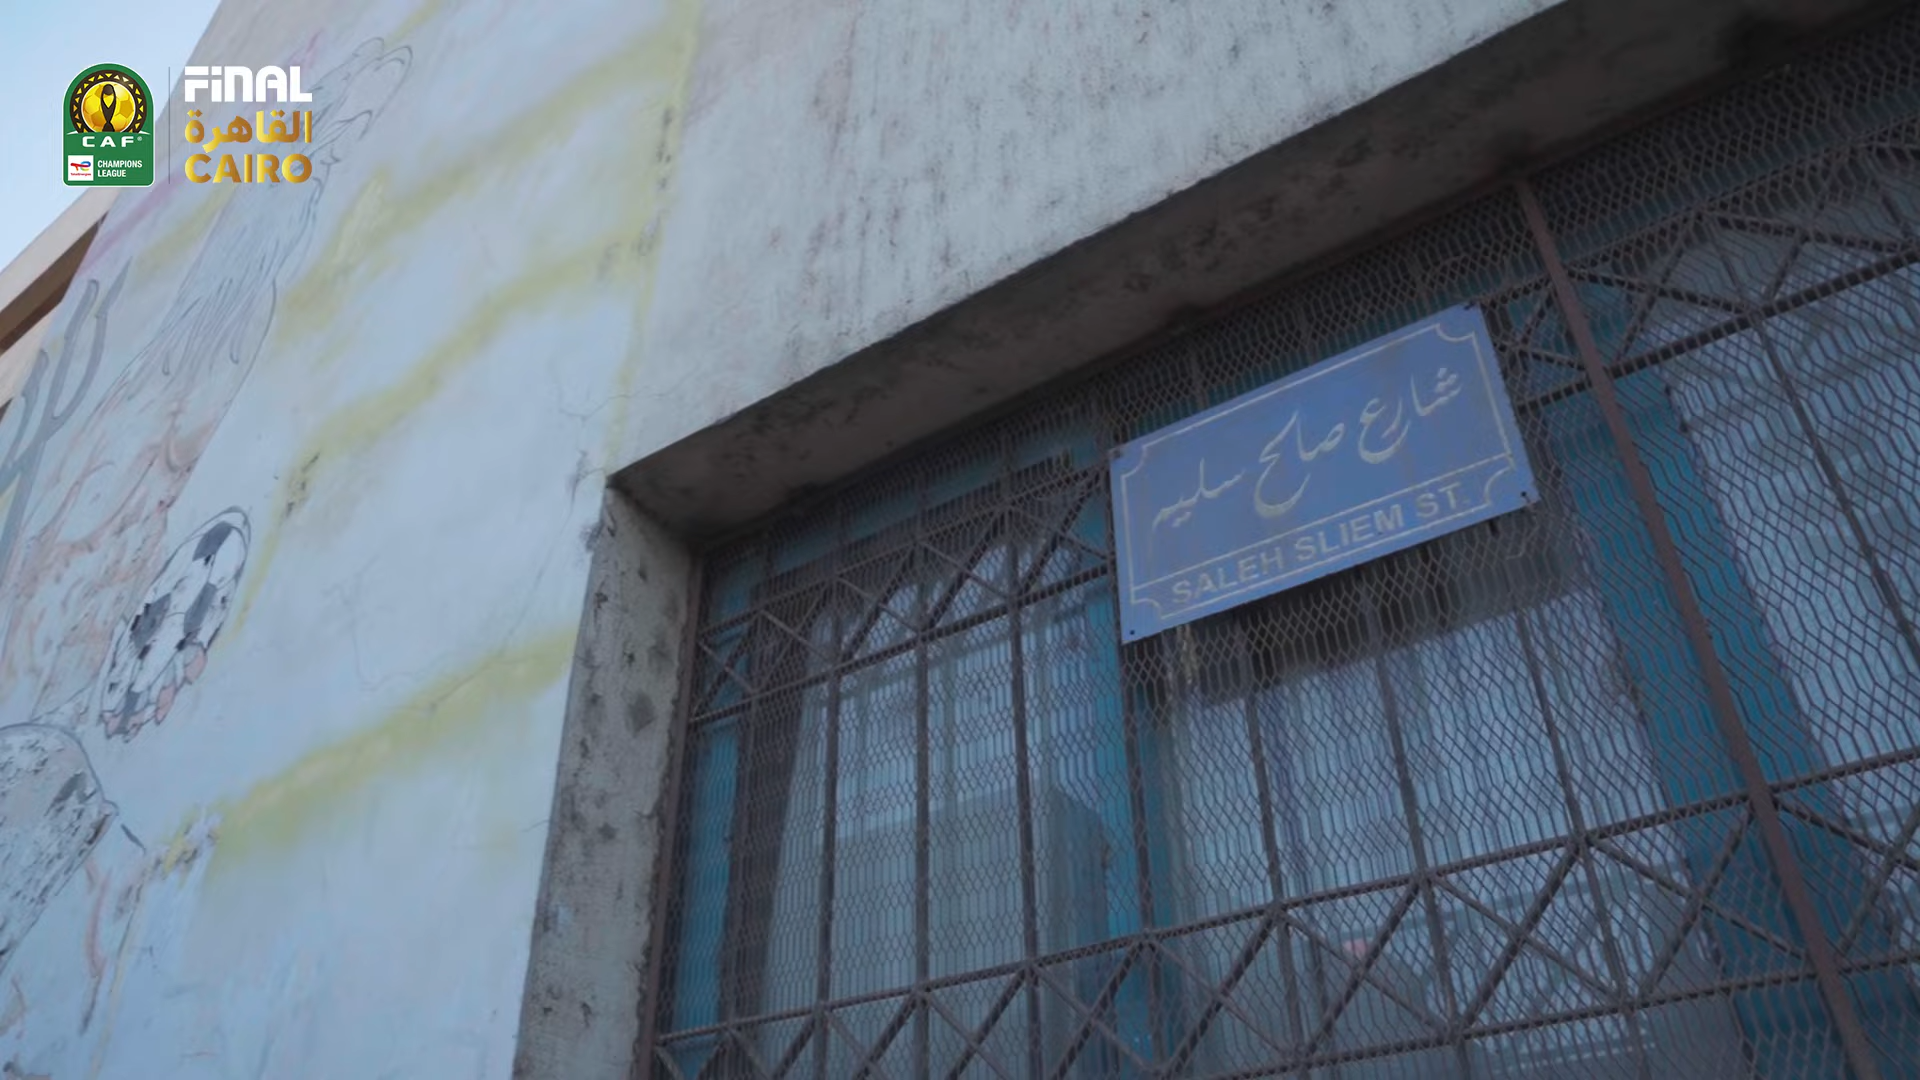 CAF
CHAMPIONS
LEAGUE
FINAL
القاهرة
CAIRO
شارع صالح سليم
SALEH SLIEM ST.